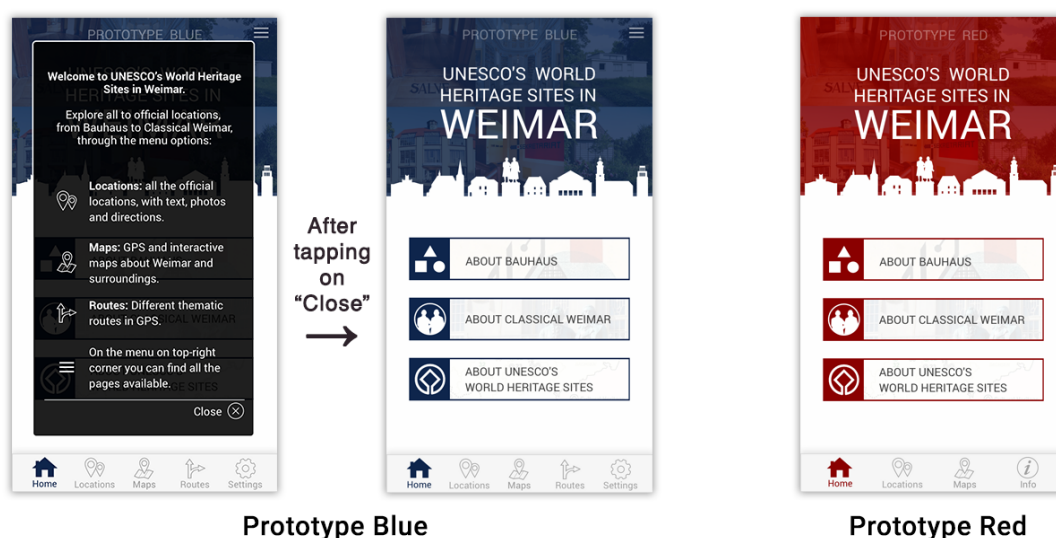 PROTOTYPE BLUE
Welcome to UNESCO's World Heritage
Sites in Weimar.
Explore all to official locations,
from Bauhaus to Classical Weimar,
through the menu options:
Locations: all the official
locations, with text, photos
and directions.
Maps: GPS and interactive
maps about Weimar and
surroundings.
Routes: Different thematic
routes in GPS.
On the menu on top-right
corner you can find all the
pages available.
Close
Home Locations Maps Routes Settings
After
tapping
on
“Close”
PROTOTYPE BLUE
UNESCO'S WORLD
HERITAGE SITES IN
WEIMAR
ABOUT BAUHAUS
ABOUT CLASSICAL WEIMAR
ABOUT UNESCO'S
WORLD HERITAGE SITES
Home Locations Maps Routes Settings
Prototype Blue
PROTOTYPE RED
SALVE
UNESCO'S WORLD
HERITAGE SITES IN
WEIMAR
ABOUT BAUHAUS
ABOUT CLASSICAL WEIMAR
ABOUT UNESCO'S
WORLD HERITAGE SITES
Home Locations Maps Info
Prototype Red